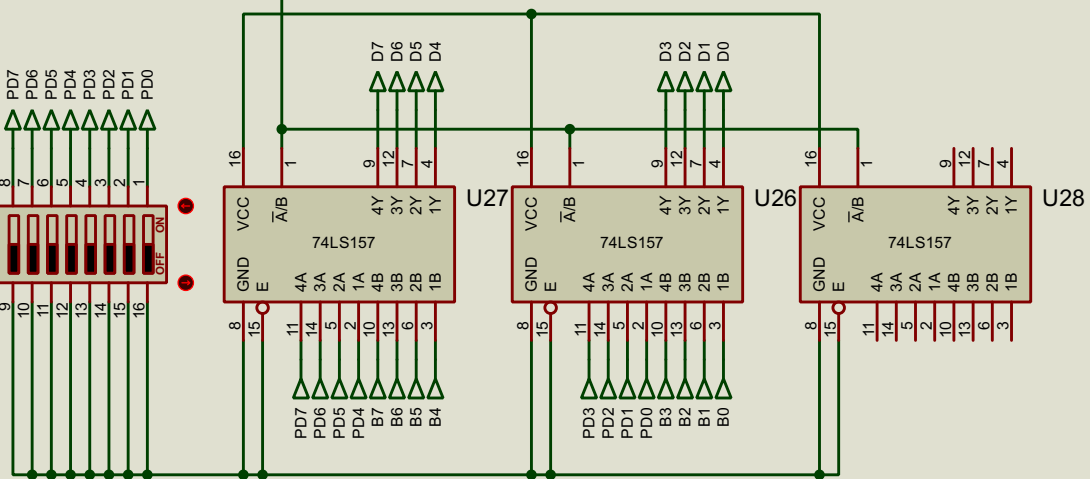 PD7 PD6 PD5 PD4 PD3 PD2 PD1 PD0
D7 D6 D5 D4
D3 D2 D1 D0
8 7 6 5 4 3 2 1
ON
OFF
9 10 11 12 13 14 15 16
16 1 9 12 7 4
VCC A/B 4Y 3Y 2Y 1Y
U27
74LS157
GND E 4A 3A 2A 1A 4B 3B 2B 1B
8 15 11 14 5 2 10 13 6 3
PD7 PD6 PD5 PD4 B7 B6 B5 B4
16 1 9 12 7 4
VCC A/B 4Y 3Y 2Y 1Y
U26
74LS157
GND E 4A 3A 2A 1A 4B 3B 2B 1B
8 15 11 14 5 2 10 13 6 3
PD3 PD2 PD1 PD0 B3 B2 B1 B0
16 1 9 12 7 4
VCC A/B 4Y 3Y 2Y 1Y
U28
74LS157
GND E 4A 3A 2A 1A 4B 3B 2B 1B
8 15 11 14 5 2 10 13 6 3